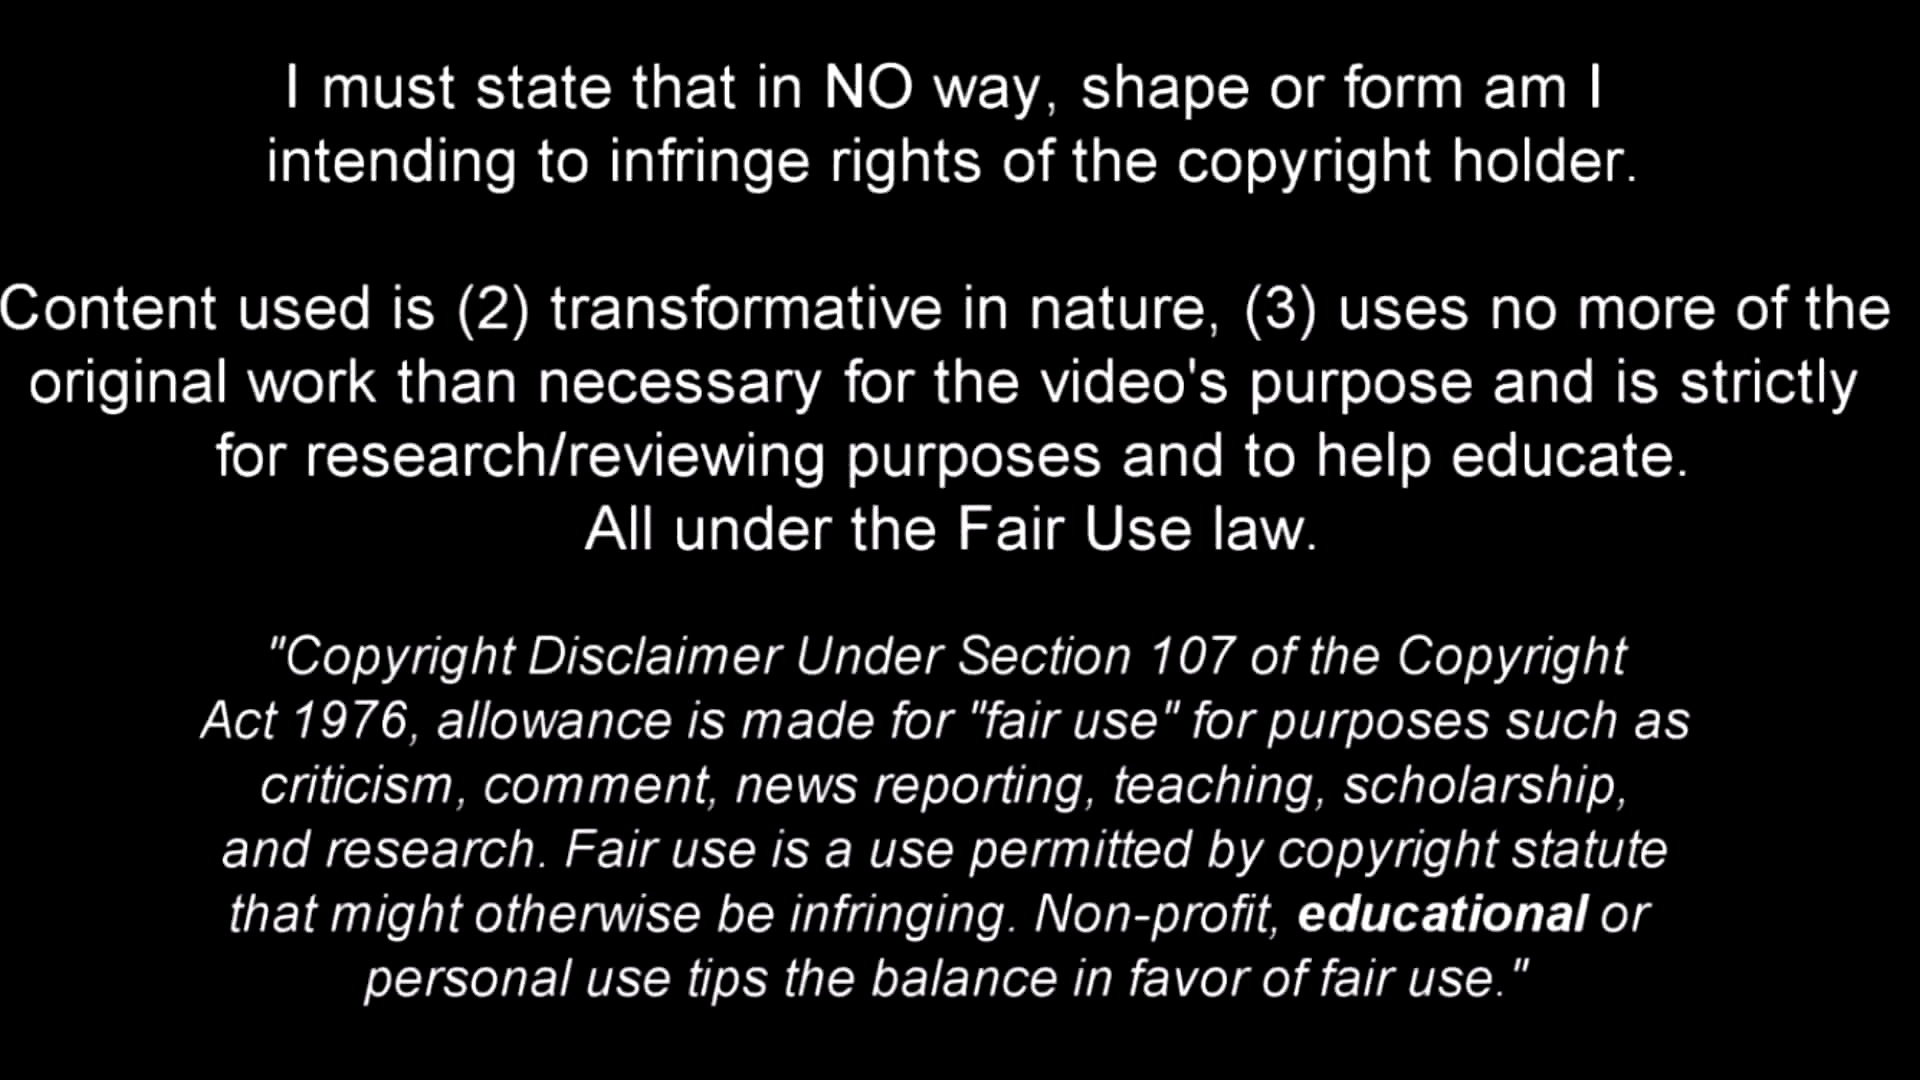 I must state that in NO way, shape or form am I
intending to infringe rights of the copyright holder.
Content used is (2) transformative in nature, (3) uses no more of the
original work than necessary for the video's purpose and is strictly
for research/reviewing purposes and to help educate.
All under the Fair Use law.
"Copyright Disclaimer Under Section 107 of the Copyright
Act 1976, allowance is made for "fair use" for purposes such as
criticism, comment, news reporting, teaching, scholarship,
and research. Fair use is a use permitted by copyright statute
that might otherwise be infringing. Non-profit, educational or
personal use tips the balance in favor of fair use."